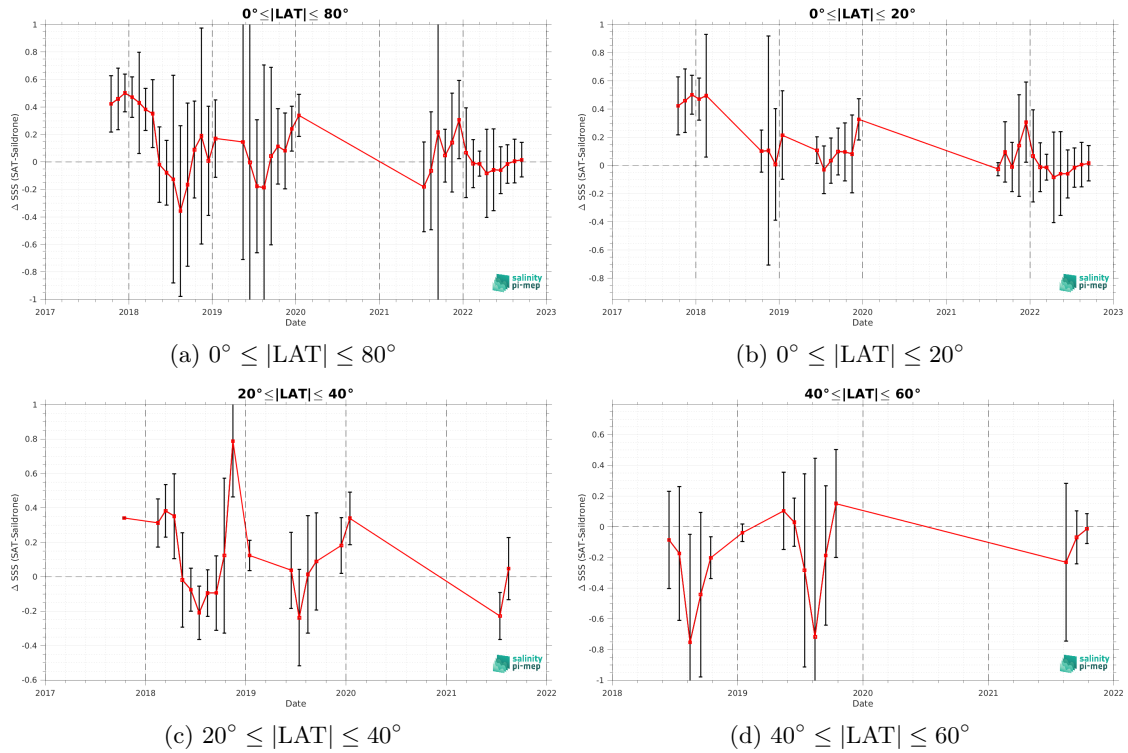 0°≤|LAT|≤ 80°
1
0.8
0.6
0.4
0.2
0
-0.2
-0.4
-0.6
-0.8
-1
Δ SSS (SAT-Saildrone)
2017 2018 2019 2020 2021 2022 2023
Date
salinity
pi-mep
(a) 0° ≤ |LAT| ≤ 80°
0°≤|LAT|≤ 20°
1
0.8
0.6
0.4
0.2
0
-0.2
-0.4
-0.6
-0.8
Δ SSS (SAT-Saildrone)
2017 2018 2019 2020 2021 2022 2023
Date
salinity
pi-mep
(b) 0° ≤ |LAT| ≤ 20°
20°≤|LAT|≤ 40°
1
0.8
0.6
0.4
0.2
0
-0.2
-0.4
-0.6
Δ SSS (SAT-Saildrone)
2017 2018 2019 2020 2021 2022
Date
salinity
pi-mep
(c) 20° ≤ |LAT| ≤ 40°
40°≤|LAT|≤ 60°
0.6
0.4
0.2
0
-0.2
-0.4
-0.6
-0.8
-1
Δ SSS (SAT-Saildrone)
2018 2019 2020 2021 2022
Date
salinity
pi-mep
(d) 40° ≤ |LAT| ≤ 60°